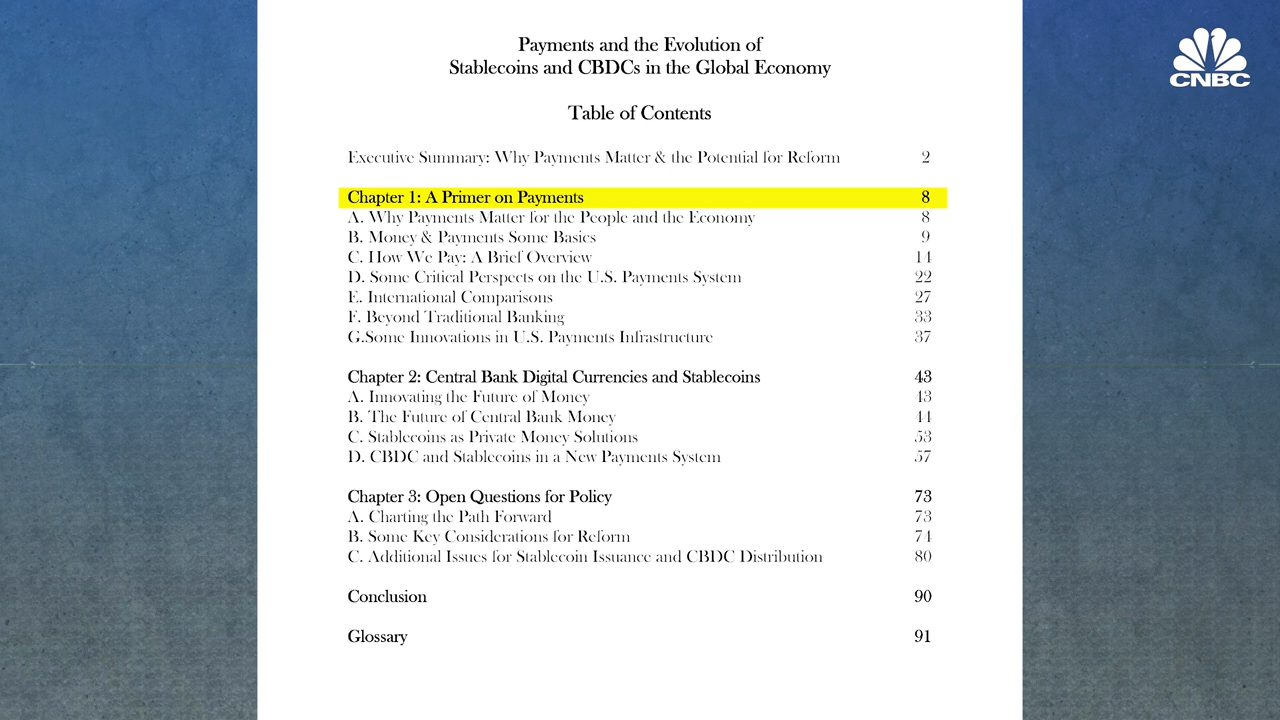 Payments and the Evolution of
Stablecoins and CBDCs in the Global Economy
Table of Contents
Executive Summary: Why Payments Matter & the Potential for Reform 2
Chapter 1: A Primer on Payments 8
A. Why Payments Matter for the People and the Economy 8
B. Money & Payments Some Basics 9
C. How We Pay: A Brief Overview 14
D. Some Critical Perspects on the U.S. Payments System 22
E. International Comparisons 27
F. Beyond Traditional Banking 33
G.Some Innovations in U.S. Payments Infrastructure 37
Chapter 2: Central Bank Digital Currencies and Stablecoins 43
A. Innovating the Future of Money 43
B. The Future of Central Bank Money 44
C. Stablecoins as Private Money Solutions 53
D. CBDC and Stablecoins in a New Payments System 57
Chapter 3: Open Questions for Policy 73
A. Charting the Path Forward 73
B. Some Key Considerations for Reform 74
C. Additional Issues for Stablecoin Issuance and CBDC Distribution 80
Conclusion 90
Glossary 91
CNBC